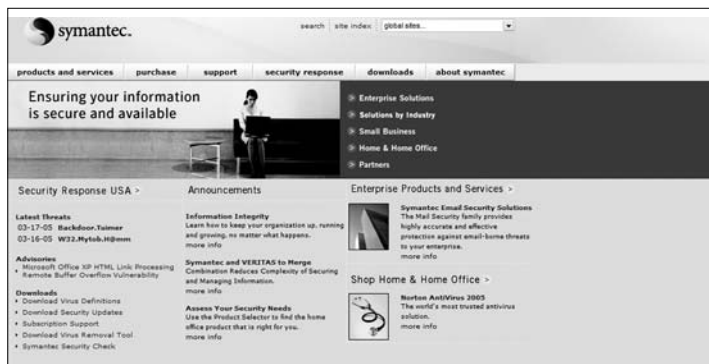 symantec.
search site index global sites...
products and services purchase support security response downloads about symantec
Ensuring your information
is secure and available
Enterprise Solutions
Solutions by Industry
Small Business
Home & Home Office
Partners
Security Response USA >
Latest Threats
03-17-05 Backdoor.Taimer
03-16-05 W32.Mytob.H@mm
Advisories
Microsoft Office XP HTML Link Processing
Remote Buffer Overflow Vulnerability
Downloads
Download Virus Definitions
Download Security Updates
Subscription Support
Download Virus Removal Tool
Symantec Security Check
Announcements
Information Integrity
Learn how to keep your organization up, running
and growing, no matter what happens.
more info
Symantec and VERITAS to Merge
Combination Reduces Complexity of Securing
and Managing Information.
more info
Assess Your Security Needs
Use the Product Selector to find the home
office product that is right for you.
more info
Enterprise Products and Services >
Symantec Email Security Solutions
The Mail Security family provides
highly accurate and effective
protection against email-borne threats
to your enterprise.
more info
Shop Home & Home Office >
Norton AntiVirus 2005
The world's most trusted antivirus
solution.
more info